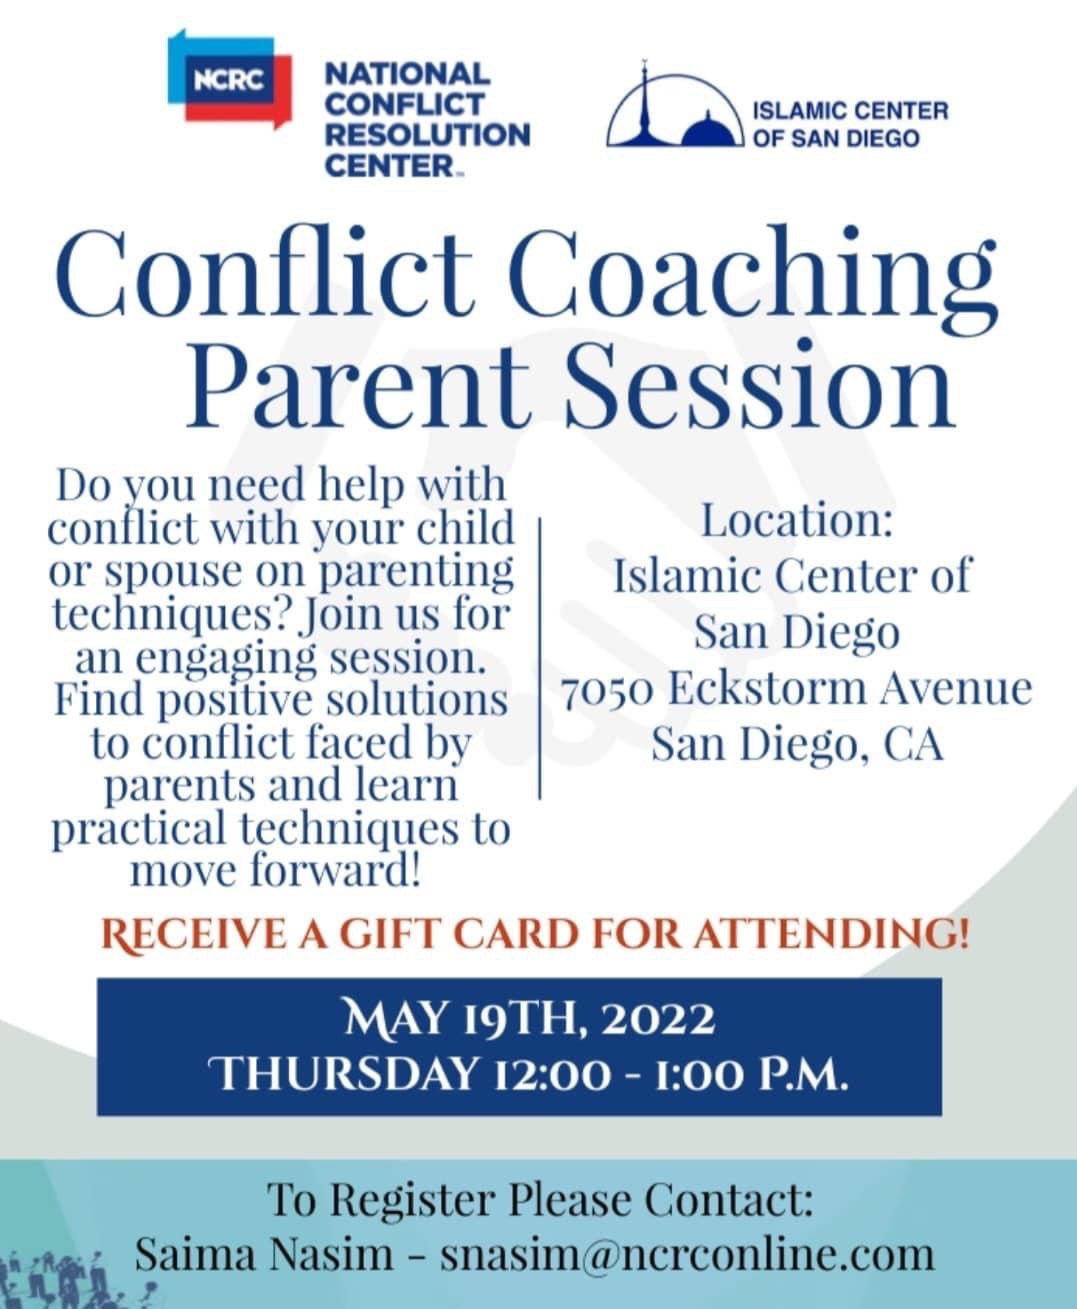 NCRC
NATIONAL
CONFLICT
RESOLUTION
CENTER™
ISLAMIC CENTER
OF SAN DIEGO
Conflict Coaching
Parent Session
Do you need help with
conflict with your child
or spouse on parenting
techniques? Join us for
an engaging session.
Find positive solutions
to conflict faced by
parents and learn
practical techniques to
move forward!
Location:
Islamic Center of
San Diego
7050 Eckstorm Avenue
San Diego, CA
RECEIVE A GIFT CARD FOR ATTENDING!
MAY 19TH, 2022
THURSDAY 12:00 - 1:00 P.M.
To Register Please Contact:
Saima Nasim - snasim@ncrconline.com